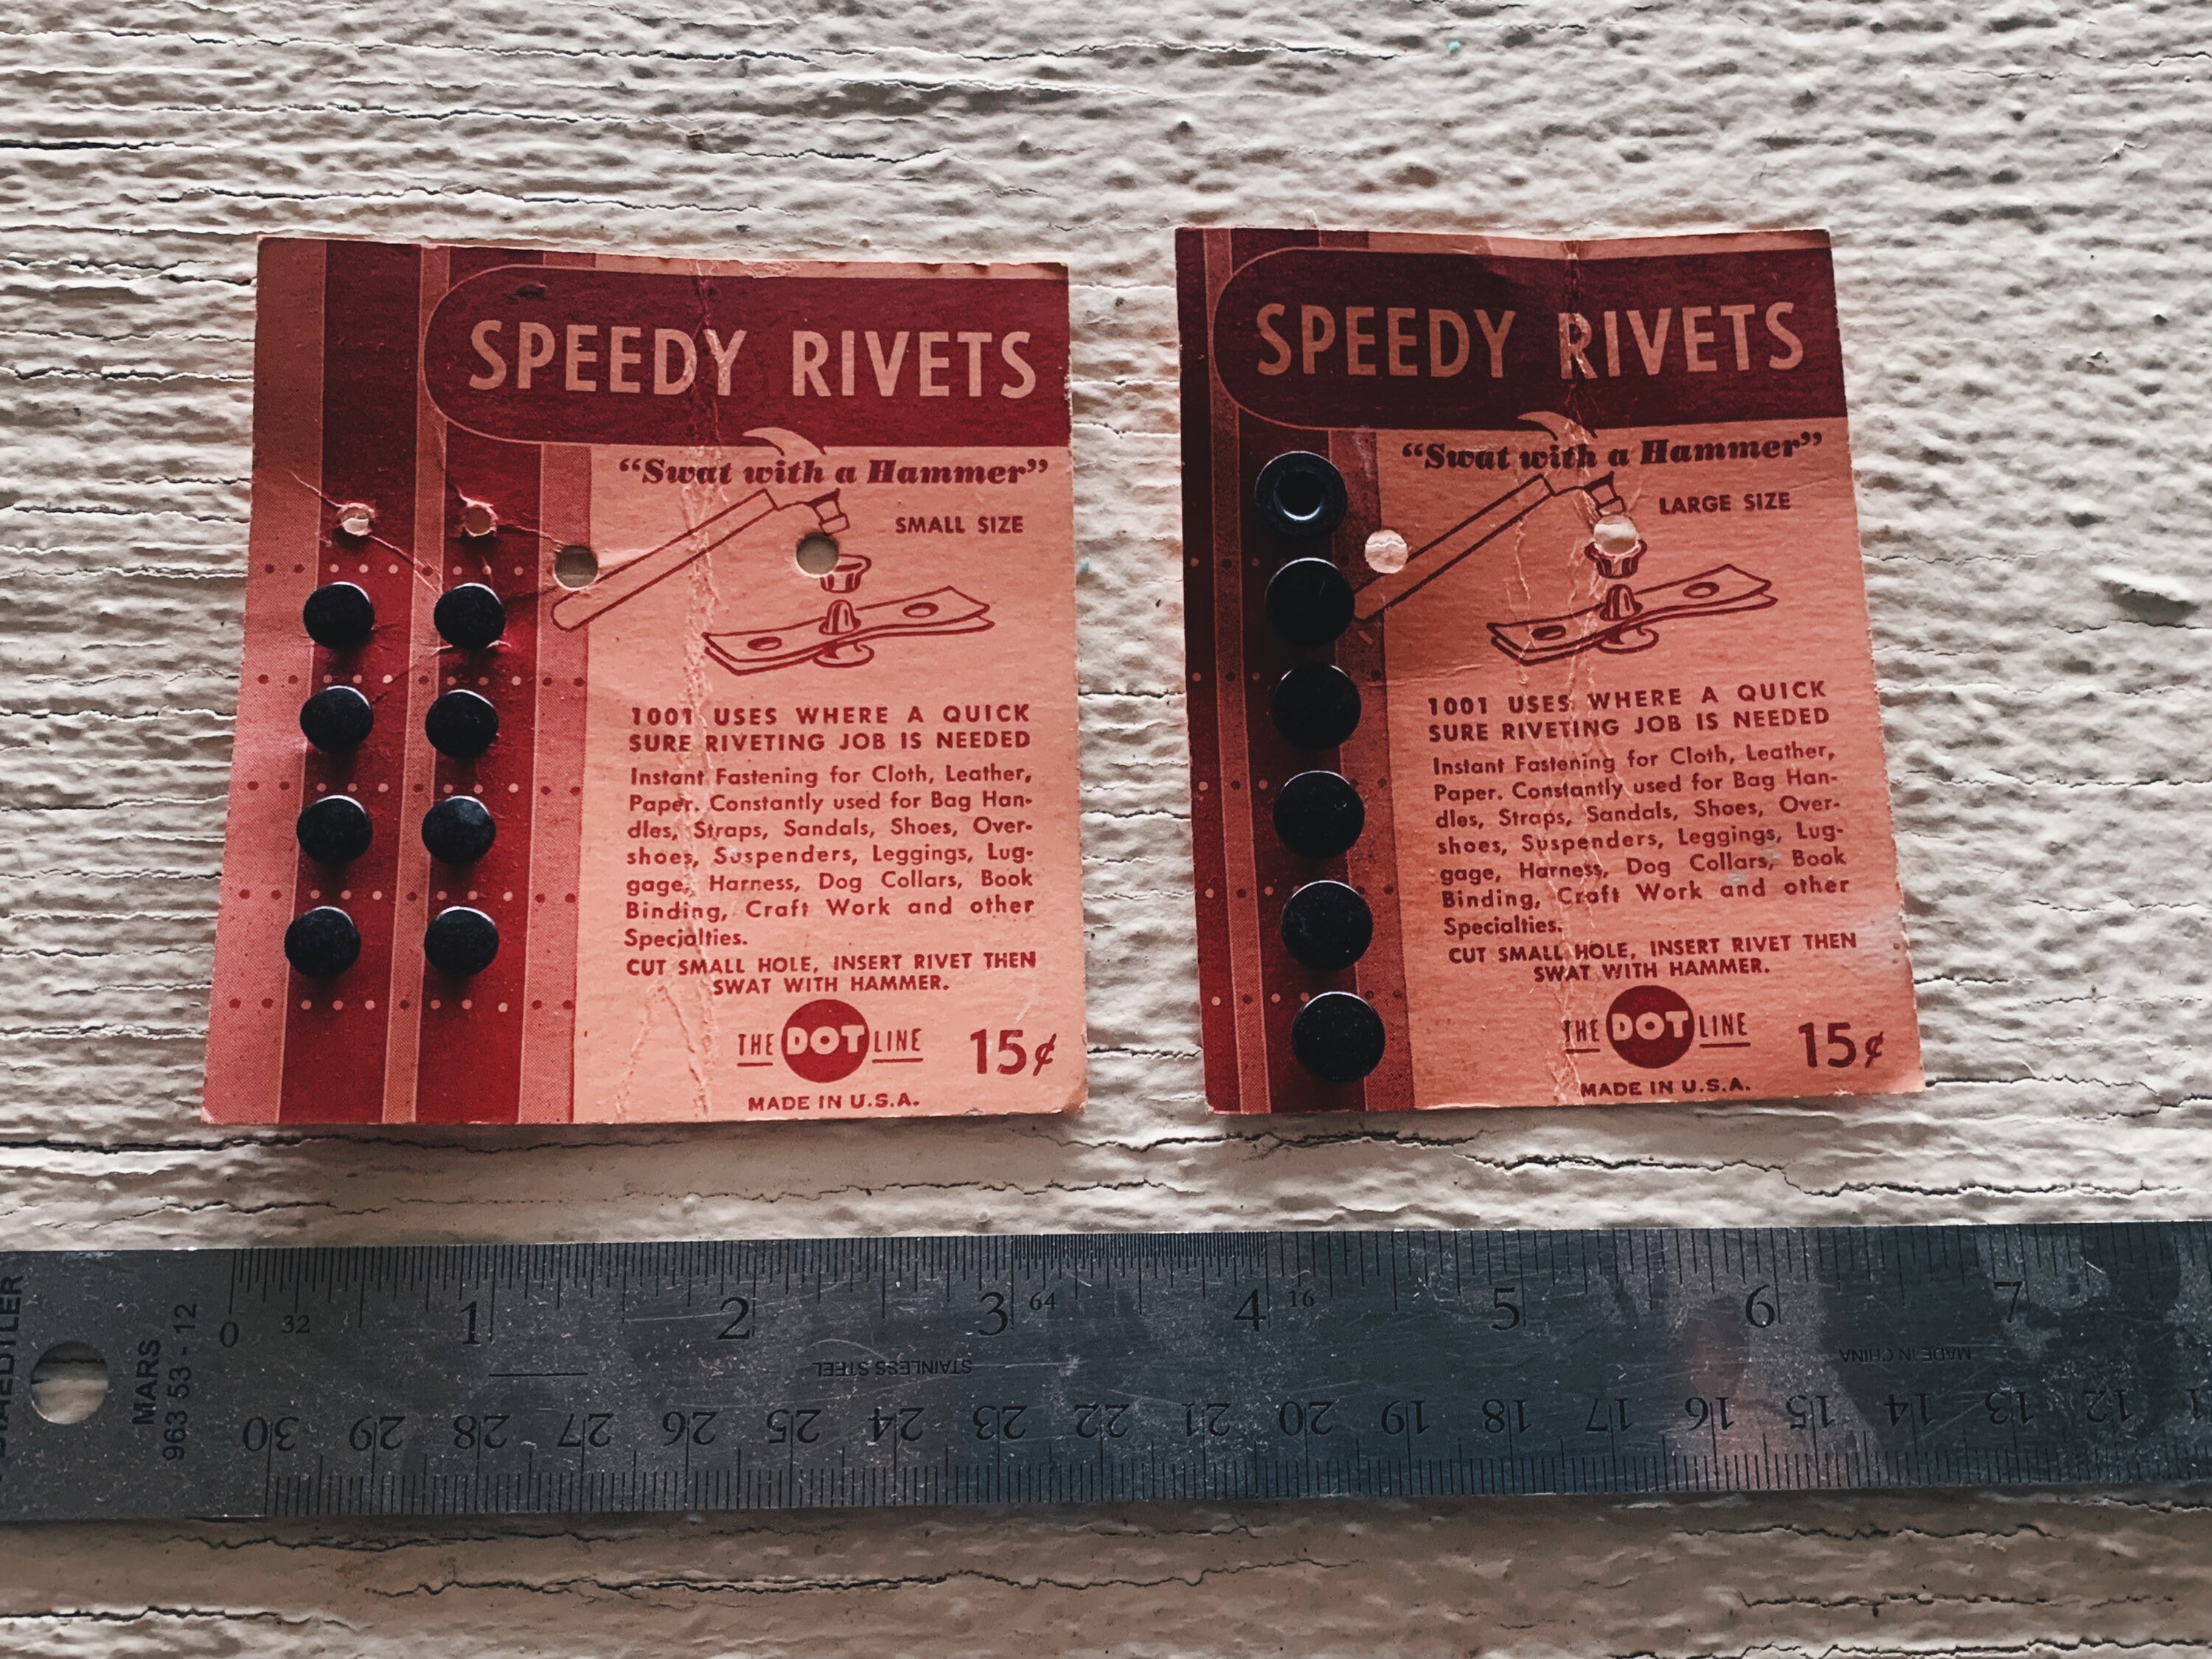 SPEEDY RIVETS
"Swat with a Hammer"
SMALL SIZE
1001 USES WHERE A QUICK
SURE RIVETING JOB IS NEEDED
Instant Fastening for Cloth, Leather,
Paper. Constantly used for Bag Han-
dles, Straps, Sandals, Shoes, Over-
shoes, Suspenders, Leggings, Lug-
gage, Harness, Dog Collars, Book
Binding, Craft Work and other
Specialties.
CUT SMALL HOLE, INSERT RIVET THEN
SWAT WITH HAMMER.
THE DOT LINE
15¢
MADE IN U.S.A.
SPEEDY RIVETS
"Swat with a Hammer"
LARGE SIZE
1001 USES WHERE A QUICK
SURE RIVETING JOB IS NEEDED
Instant Fastening for Cloth, Leather,
Paper. Constantly used for Bag Han-
dles, Straps, Sandals, Shoes, Over-
shoes, Suspenders, Leggings, Lug-
gage, Harness, Dog Collars, Book
Binding, Craft Work and other
Specialties.
CUT SMALL HOLE, INSERT RIVET THEN
SWAT WITH HAMMER.
THE DOT LINE
15¢
MADE IN U.S.A.
MARS
963 53 - 12
0 32 1 2 3 64 4 16 5 6 7
STAINLESS STEEL
MADE IN CHINA
30 29 28 27 26 25 24 23 22 21 20 19 18 17 16 15 14 13 12